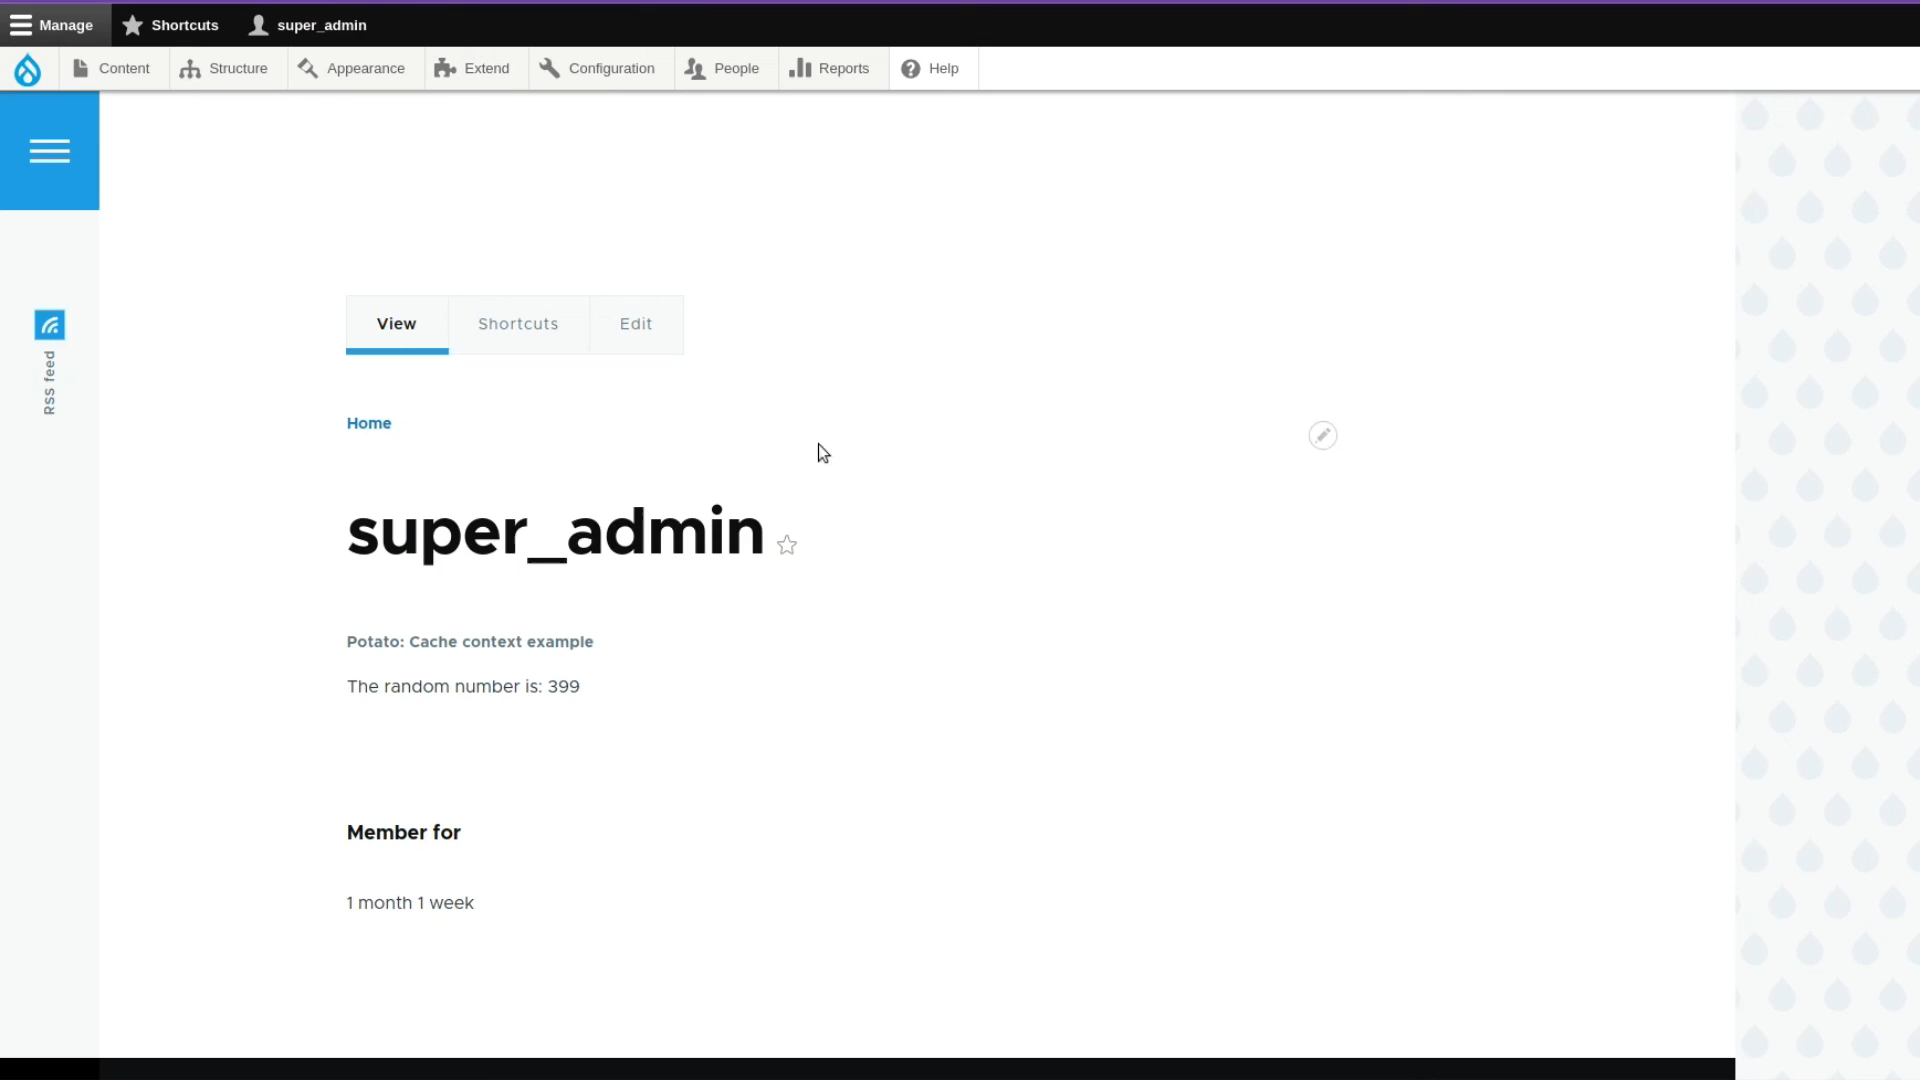 Manage Shortcuts super_admin
Content Structure Appearance Extend Configuration People Reports Help
View Shortcuts Edit
RSS feed
Home
super_admin
Potato: Cache context example
The random number is: 399
Member for
1 month 1 week